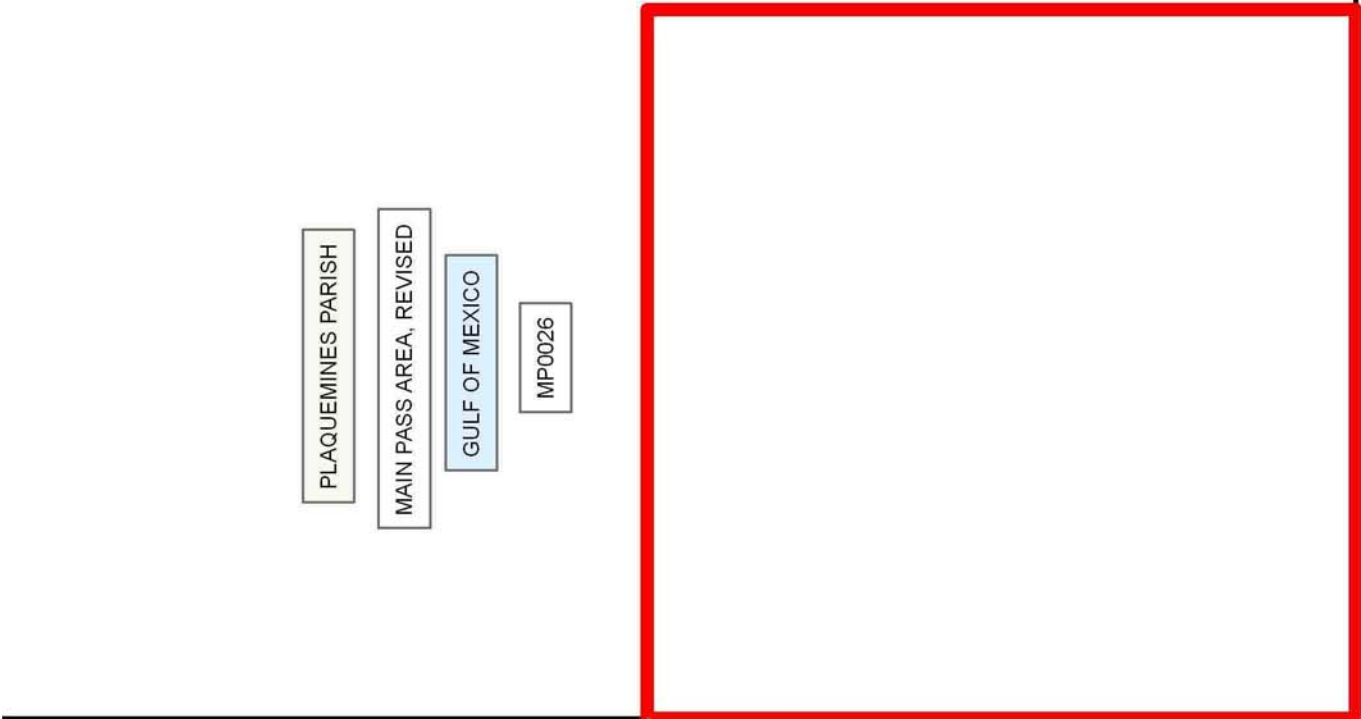 PLAQUEMINES PARISH
MAIN PASS AREA, REVISED
GULF OF MEXICO
MP0026